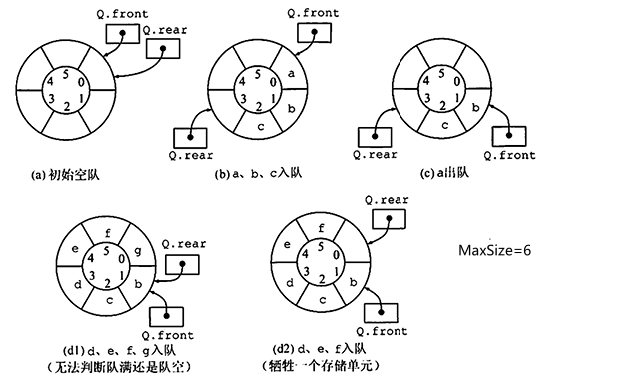 Q.front
Q.rear
4 5 0
3 2 1
(a)初始空队
Q.front
a
b
c
4 5 0
3 2 1
Q.rear
(b)a、b、c入队
b
c
4 5 0
3 2 1
Q.rear
Q.front
(c)a出队
f
e
g
d
b
c
4 5 0
3 2 1
Q.rear
Q.front
(d1)d、e、f、g入队
(无法判断队满还是队空)
f
e
d
b
c
4 5 0
3 2 1
Q.rear
Q.front
(d2)d、e、f入队
(牺牲一个存储单元)
MaxSize=6